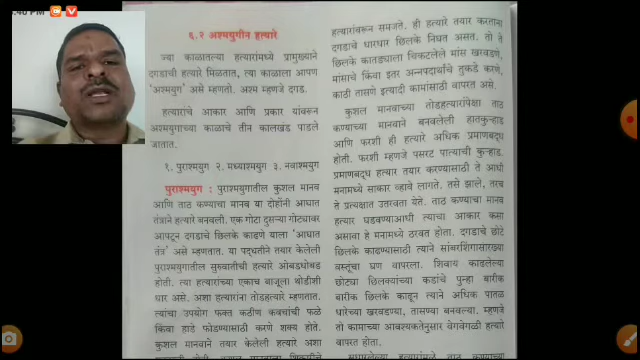 :40 PM
६.२ अश्मयुगीन हत्यारे
ज्या काळातल्या हत्यारांमध्ये प्रामुख्याने
दगडाची हत्यारे मिळतात, त्या काळाला आपण
'अश्मयुग' असे म्हणतो. अश्म म्हणजे दगड.
हत्यारांचे आकार आणि प्रकार यांवरून
अश्मयुगाच्या काळाचे तीन कालखंड पाडले
जातात.
१. पुराश्मयुग २. मध्याश्मयुग ३. नवाश्मयुग
पुराश्मयुग : पुराश्मयुगातील कुशल मानव
आणि ताठ कण्याचा मानव या दोहोंनी आघात
तंत्राने हत्यारे बनवली. एक गोटा दुसऱ्या गोट्यावर
आपटून दगडाचे छिलके काढणे याला 'आघात
तंत्र' असे म्हणतात. या पद्धतीने तयार केलेली
पुराश्मयुगातील सुरुवातीची हत्यारे ओबडधोबड
होती. त्या हत्यारांच्या एकाच बाजूला थोडीशी
धार असे. अशा हत्यारांना तोडहत्यारे म्हणतात.
त्यांचा उपयोग फक्त कठीण कवचांची फळे
किंवा हाडे फोडण्यासाठी करणे शक्य होते.
कुशल मानवाने तयार केलेली हत्यारे अशा
हत्यारांवरून समजते. ही हत्यारे तयार करताना
दगडाचे धारधार छिलके निघत असत. तो ते
छिलके कातड्याला चिकटलेले मांस खरवडणे,
मांसाचे किंवा इतर अन्नपदार्थांचे तुकडे करणे,
काठी तासणे इत्यादी कामांसाठी वापरत असे.
कुशल मानवाच्या तोडहत्यारांपेक्षा ताठ
कण्याच्या मानवाने बनवलेली हातकुऱ्हाड
आणि फरशी ही हत्यारे अधिक प्रमाणबद्ध
होती. फरशी म्हणजे पसरट पात्याची कुऱ्हाड.
प्रमाणबद्ध हत्यार तयार करण्यासाठी ते आधी
मनामध्ये साकार व्हावे लागते. तसे झाले, तरच
ते प्रत्यक्षात उतरवता येते. ताठ कण्याचा मानव
हत्यार घडवण्याआधी त्याचा आकार कसा
असावा हे मनामध्ये ठरवत होता. दगडाचे छोटे
छिलके काढण्यासाठी त्याने सांबरशिंगासारख्या
वस्तूंचा घण वापरला. शिवाय काढलेल्या
छोट्या छिलक्यांच्या कडांचे पुन्हा बारीक
बारीक छिलके काढून त्याने अधिक पातळ
धारेच्या खरवडण्या, तासण्या बनवल्या. म्हणजे
तो कामाच्या आवश्यकतेनुसार वेगवेगळी हत्यारे
वापरत होता.